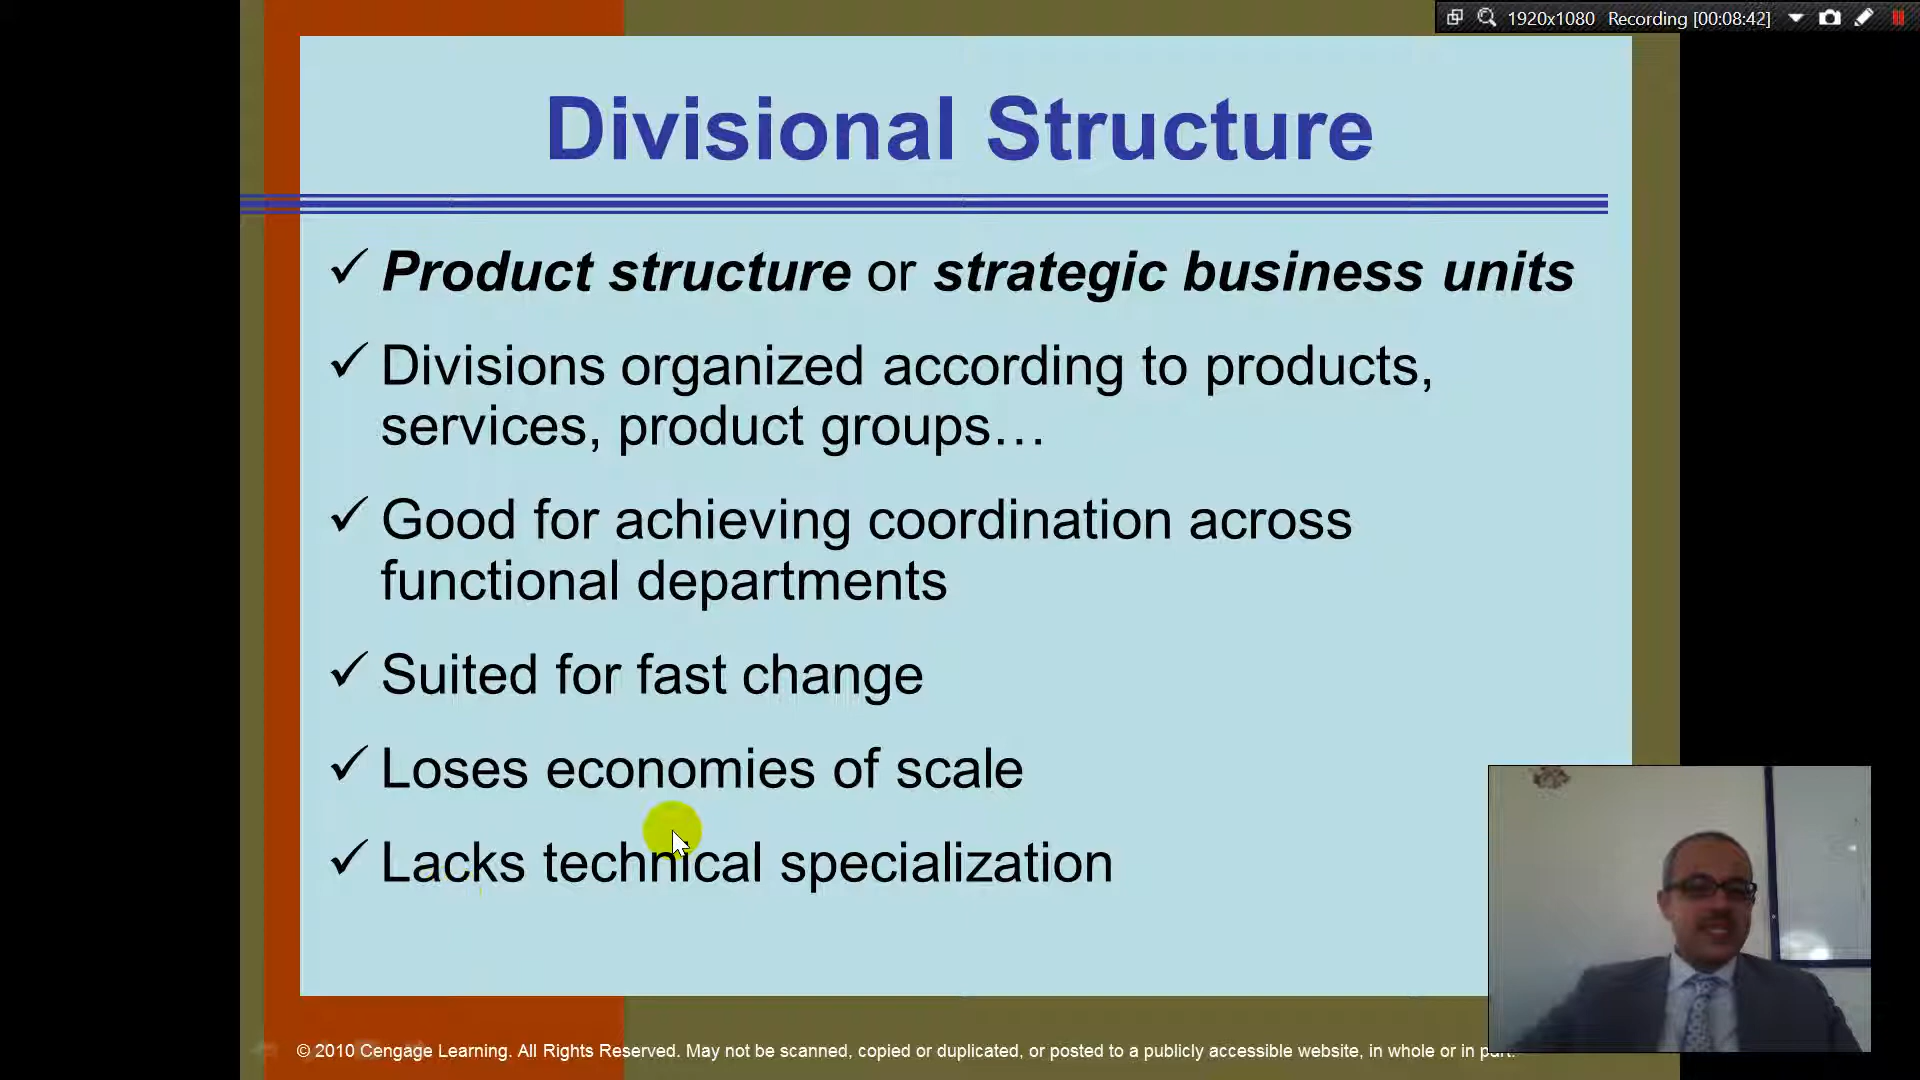 1920x1080 Recording [00:08:42]
Divisional Structure
✓ Product structure or strategic business units
✓ Divisions organized according to products,
services, product groups…
✓ Good for achieving coordination across
functional departments
✓ Suited for fast change
✓ Loses economies of scale
✓ Lacks technical specialization
© 2010 Cengage Learning. All Rights Reserved. May not be scanned, copied or duplicated, or posted to a publicly accessible website, in whole or in part.